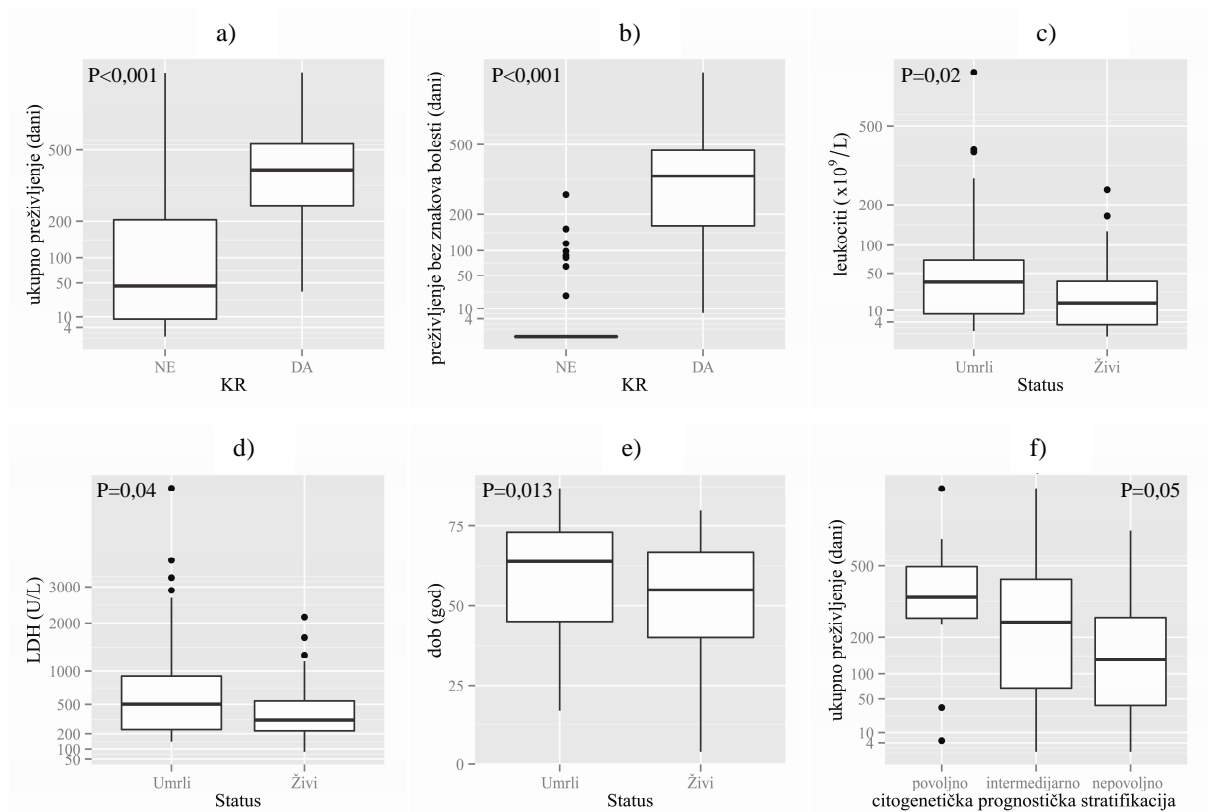 a)
P<0,001
ukupno preživljenje (dani)
500
200
100
50
10
4
NE
DA
KR
b)
P<0,001
preživljenje bez znakova bolesti (dani)
500
200
100
50
10
4
NE
DA
KR
c)
P=0,02
leukociti ( x10⁹/L)
500
200
100
50
10
4
Umrli
Živi
Status
d)
P=0,04
LDH (U/L)
3000
2000
1000
500
200
100
50
Umrli
Živi
Status
e)
P=0,013
dob (god)
75
50
25
0
Umrli
Živi
Status
f)
P=0,05
ukupno preživljenje (dani)
500
200
100
50
10
4
povoljno
intermedijarno
nepovoljno
citogenetička prognostička stratifikacija